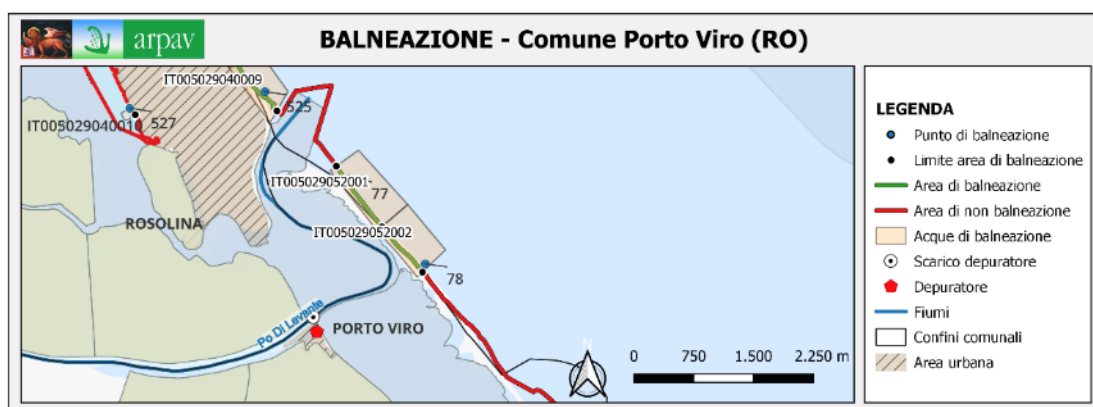 arpav
BALNEAZIONE - Comune Porto Viro (RO)
IT005029040009
525
IT005029040010
527
IT005029052001
77
ROSOLINA
IT005029052002
78
Po Di Levante
PORTO VIRO
N
0 750 1.500 2.250 m
LEGENDA
Punto di balneazione
Limite area di balneazione
Area di balneazione
Area di non balneazione
Acque di balneazione
Scarico depuratore
Depuratore
Fiumi
Confini comunali
Area urbana